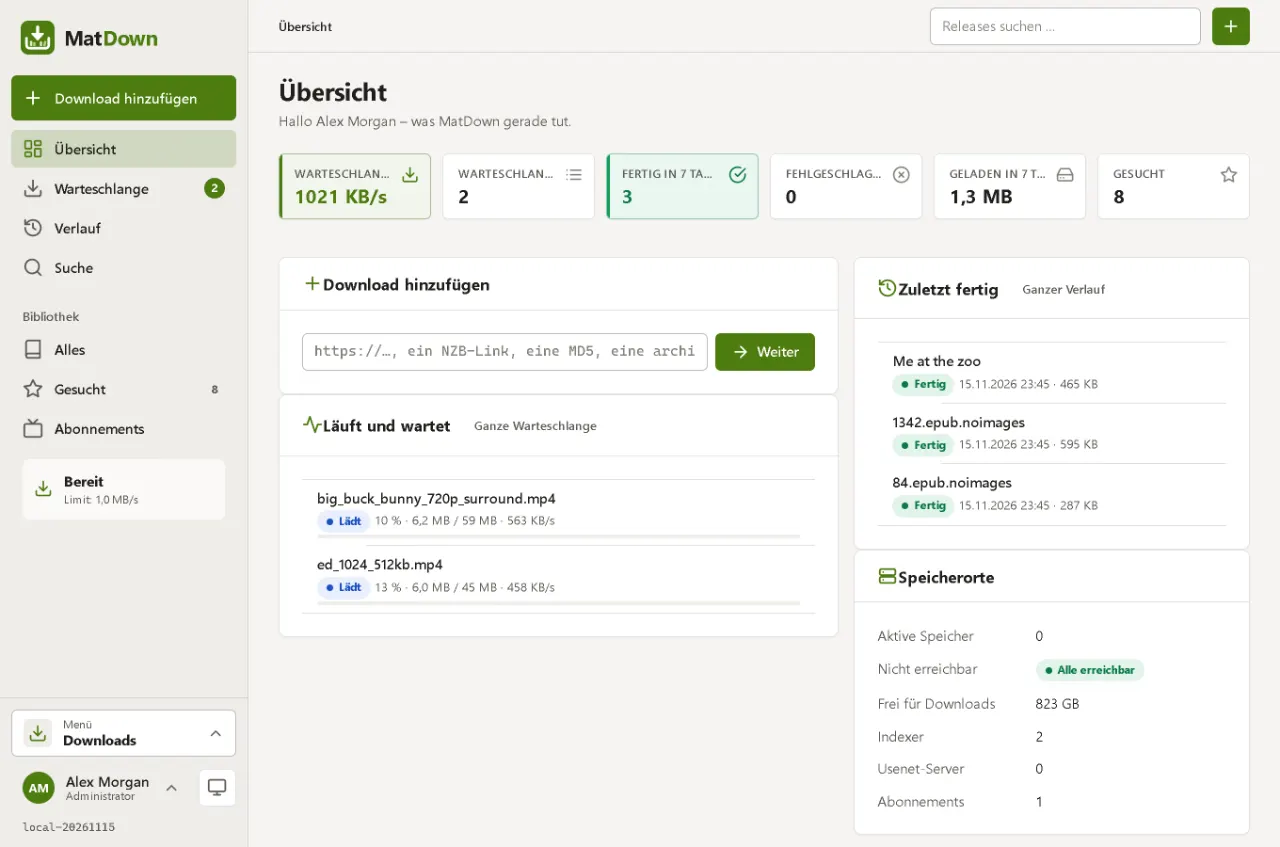 MatDown
Download hinzufügen
Übersicht
Warteschlange 2
Verlauf
Suche
Bibliothek
Alles
Gesucht 8
Abonnements
Bereit
Limit: 1,0 MB/s
Menü
Downloads
AM
Alex Morgan
Administrator
local-20261115
Übersicht
Releases suchen …
Übersicht
Hallo Alex Morgan – was MatDown gerade tut.
WARTESCHLAN…
1021 KB/s
WARTESCHLAN…
2
FERTIG IN 7 TA…
3
FEHLGESCHLAG…
0
GELADEN IN 7 T…
1,3 MB
GESUCHT
8
Download hinzufügen
https://…, ein NZB-Link, eine MD5, eine archi
Weiter
Läuft und wartet Ganze Warteschlange
big_buck_bunny_720p_surround.mp4
Lädt 10 % · 6,2 MB / 59 MB · 563 KB/s
ed_1024_512kb.mp4
Lädt 13 % · 6,0 MB / 45 MB · 458 KB/s
Zuletzt fertig Ganzer Verlauf
Me at the zoo
Fertig 15.11.2026 23:45 · 465 KB
1342.epub.noimages
Fertig 15.11.2026 23:45 · 595 KB
84.epub.noimages
Fertig 15.11.2026 23:45 · 287 KB
Speicherorte
Aktive Speicher 0
Nicht erreichbar Alle erreichbar
Frei für Downloads 823 GB
Indexer 2
Usenet-Server 0
Abonnements 1